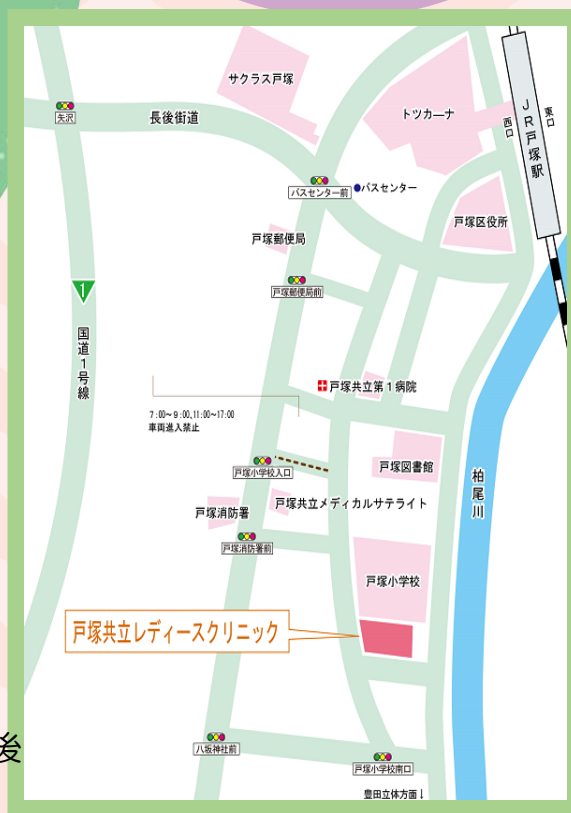 サクラス戸塚
トツカーナ
JR戸塚駅
東口
西口
矢沢
長後街道
バスセンター前
バスセンター
戸塚区役所
戸塚郵便局
戸塚郵便局前
1
国道1号線
戸塚共立第1病院
7:00~9:00,11:00~17:00
車両進入禁止
戸塚小学校入口
戸塚図書館
柏尾川
戸塚消防署
戸塚共立メディカルサテライト
戸塚消防署前
戸塚小学校
戸塚共立レディースクリニック
後
八坂神社前
戸塚小学校南口
豊田立体方面↓